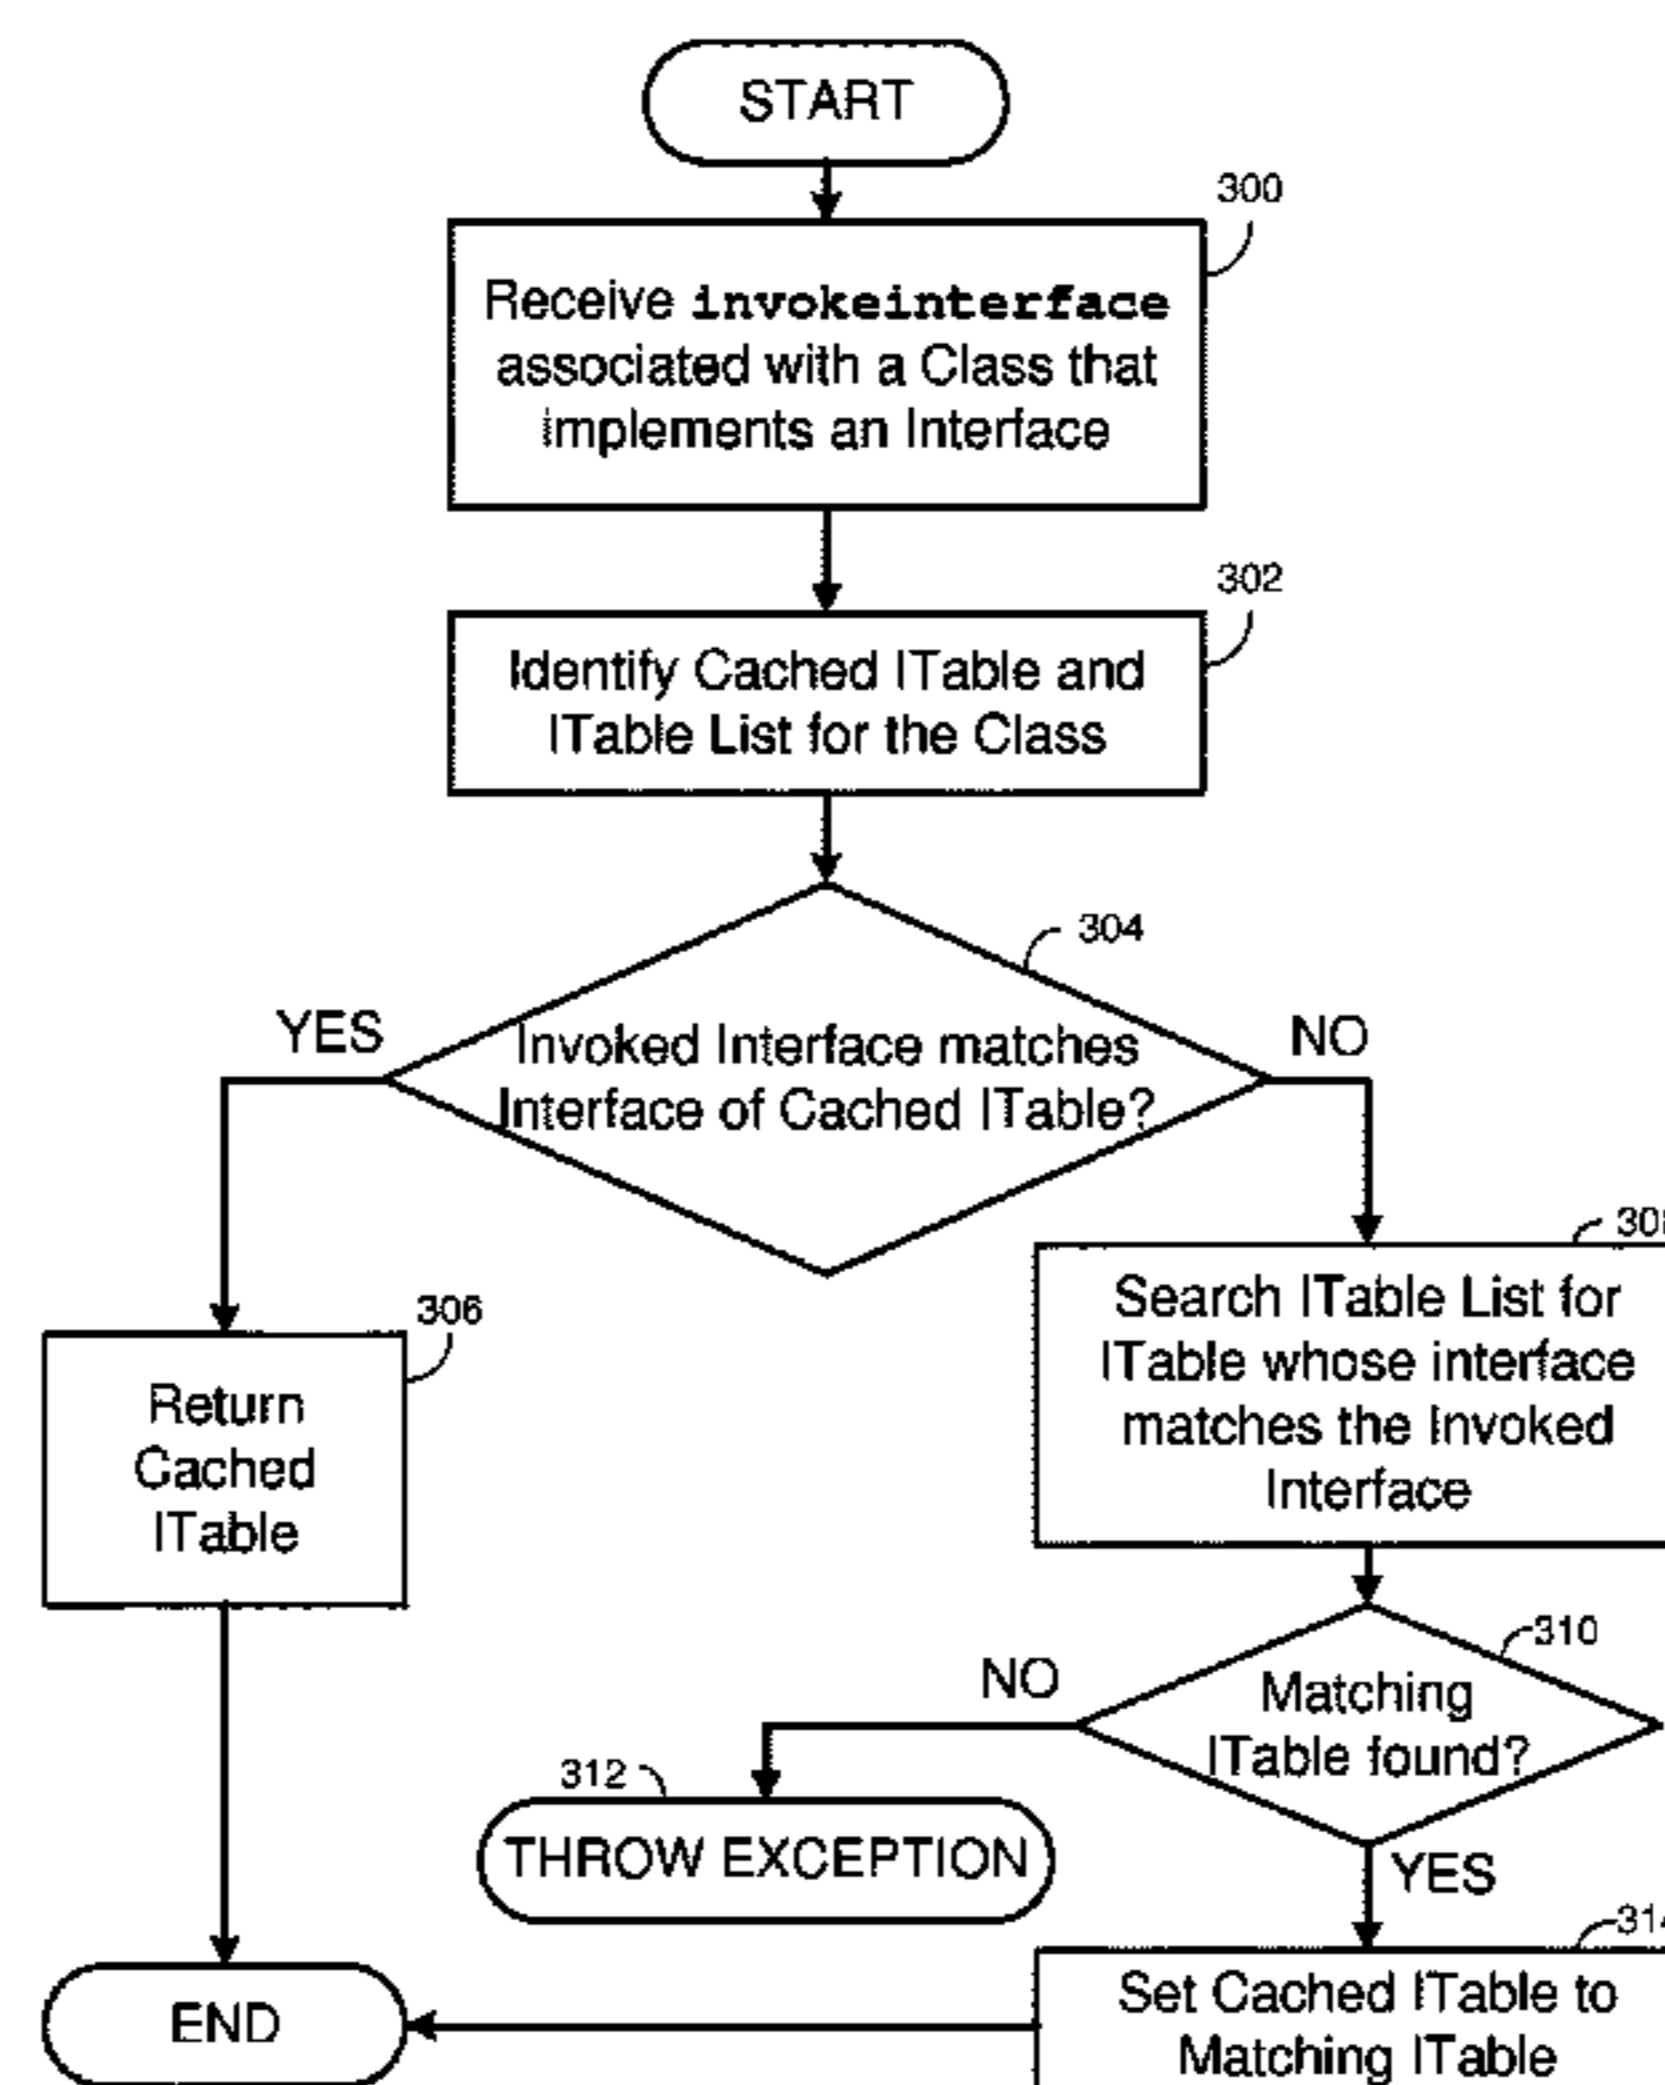 START
300
Receive invokeinterface
associated with a Class that
implements an Interface
302
Identify Cached ITable and
ITable List for the Class
304
YES
NO
Invoked Interface matches
Interface of Cached ITable?
306
Return
Cached
ITable
Search ITable List for
ITable whose interface
matches the Invoked
Interface
310
NO
Matching
ITable found?
312
THROW EXCEPTION
YES
314
Set Cached ITable to
Matching ITable
END